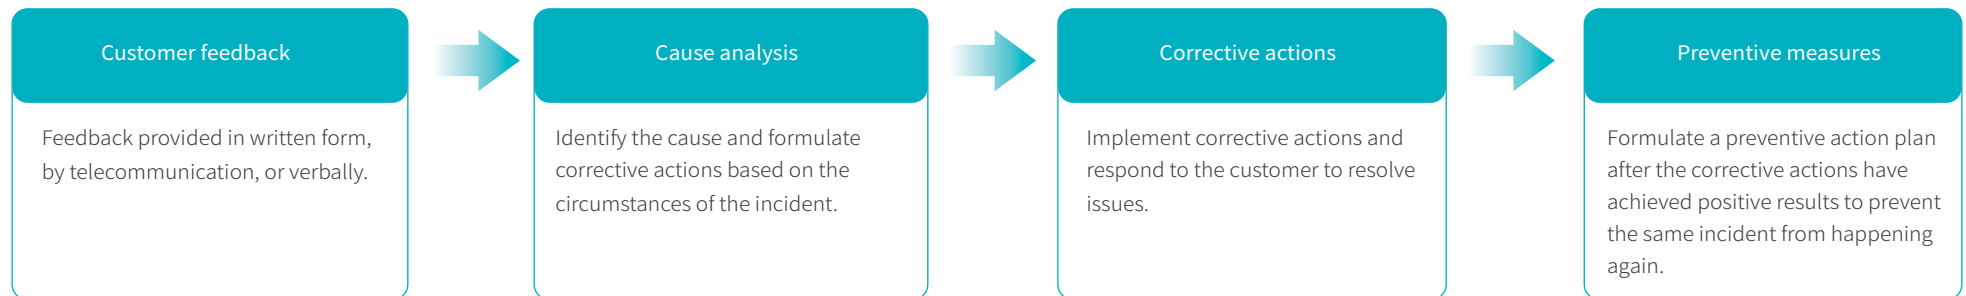 Customer feedback
Feedback provided in written form,
by telecommunication, or verbally.
Cause analysis
Identify the cause and formulate
corrective actions based on the
circumstances of the incident.
Corrective actions
Implement corrective actions and
respond to the customer to resolve
issues.
Preventive measures
Formulate a preventive action plan
after the corrective actions have
achieved positive results to prevent
the same incident from happening
again.